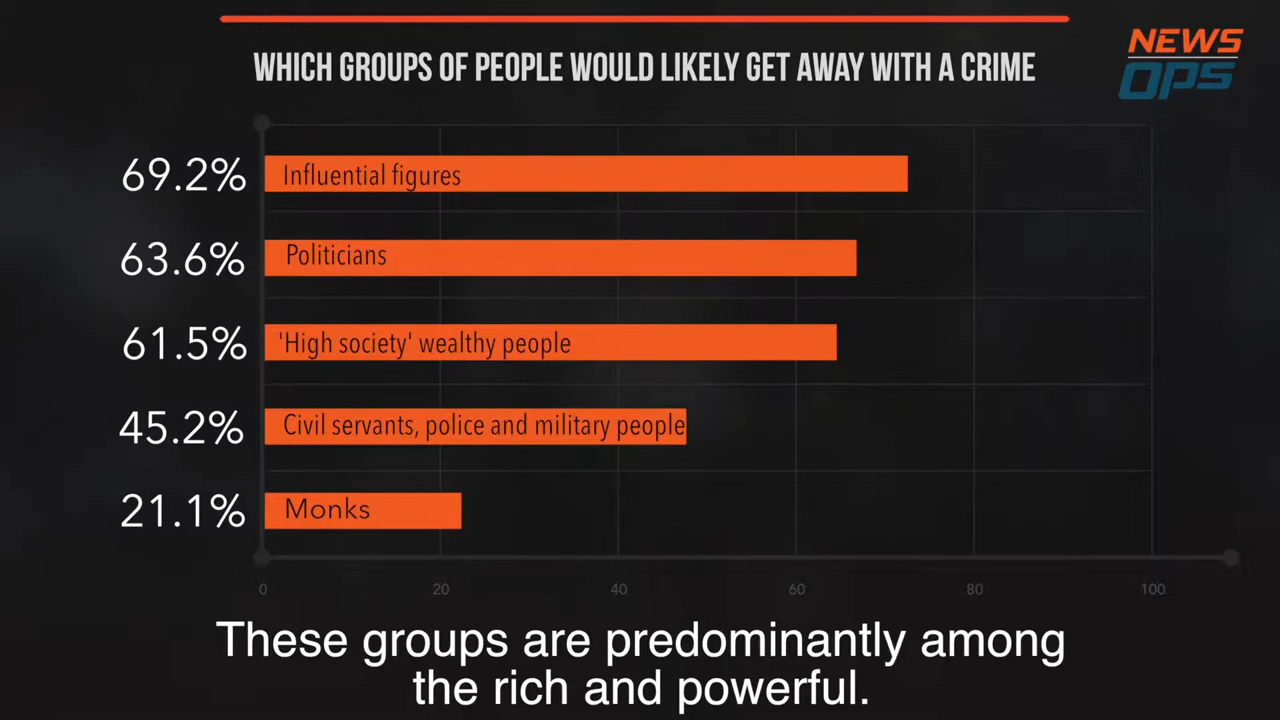 NEWS
OPS
WHICH GROUPS OF PEOPLE WOULD LIKELY GET AWAY WITH A CRIME
69.2% Influential figures
63.6% Politicians
61.5% 'High society' wealthy people
45.2% Civil servants, police and military people
21.1% Monks
0 20 40 60 80 100
These groups are predominantly among
the rich and powerful.